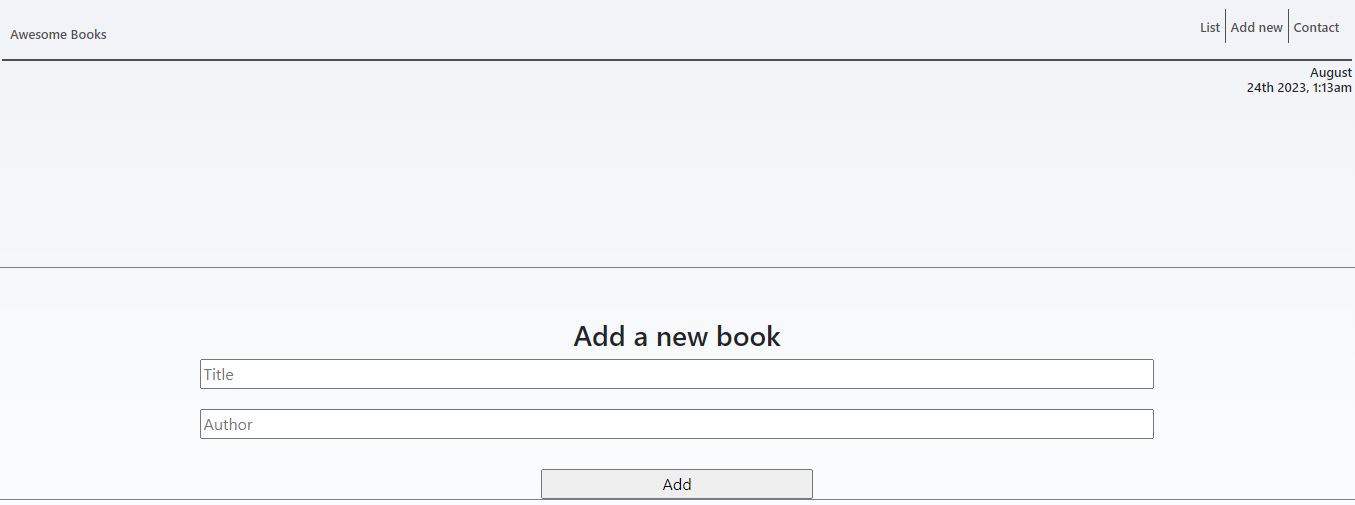 Awesome Books
List
Add new
Contact
August
24th 2023, 1:13am
Add a new book
Title
Author
Add